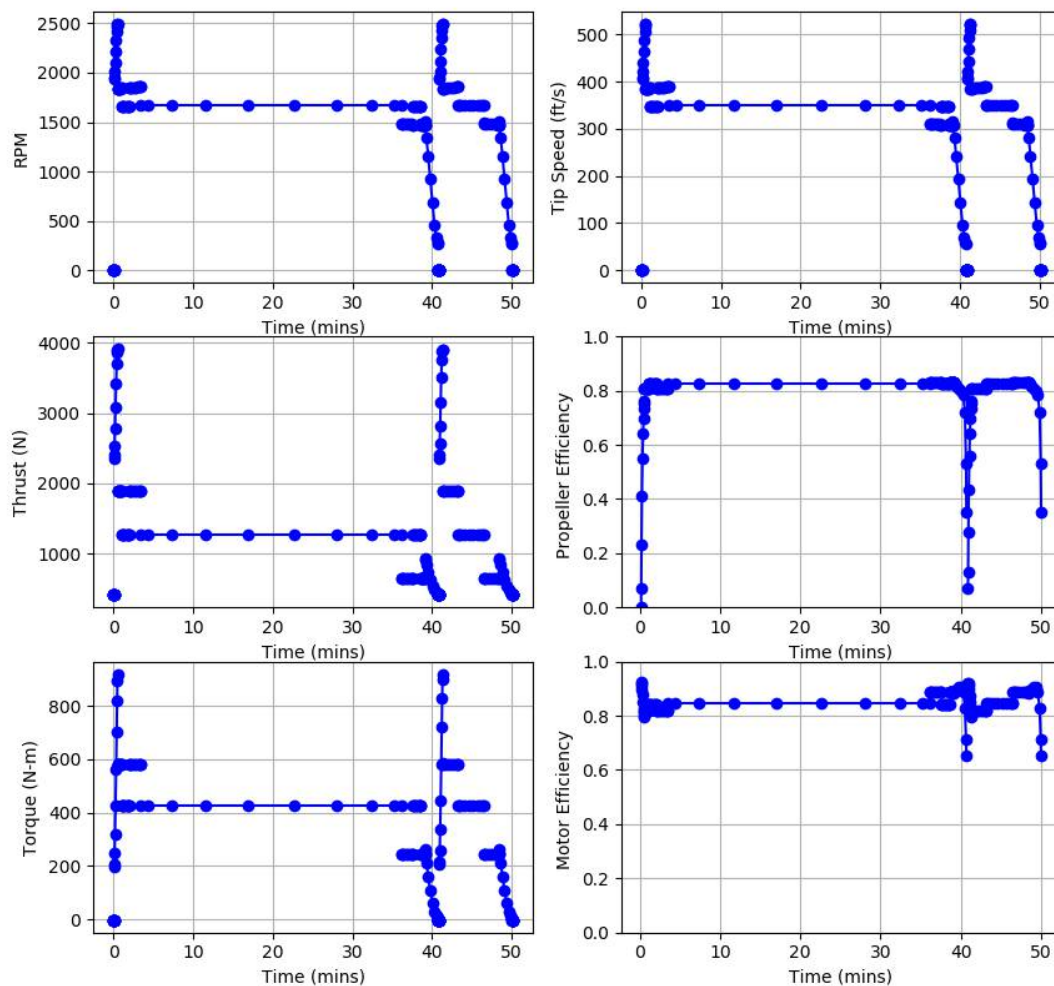 RPM
2500
2000
1500
1000
500
0
0 10 20 30 40 50
Time (mins)
Tip Speed (ft/s)
500
400
300
200
100
0
0 10 20 30 40 50
Time (mins)
Thrust (N)
4000
3000
2000
1000
0 10 20 30 40 50
Time (mins)
Propeller Efficiency
1.0
0.8
0.6
0.4
0.2
0.0
0 10 20 30 40 50
Time (mins)
Torque (N-m)
800
600
400
200
0
0 10 20 30 40 50
Time (mins)
Motor Efficiency
1.0
0.8
0.6
0.4
0.2
0.0
0 10 20 30 40 50
Time (mins)